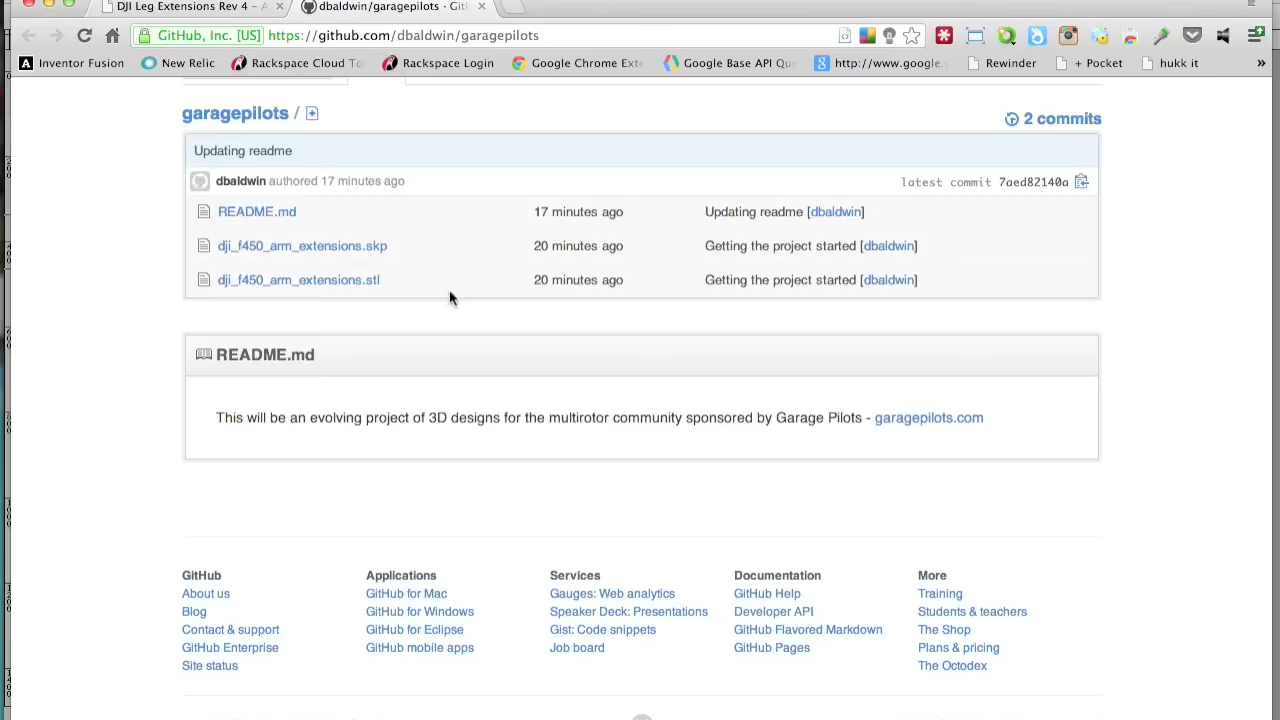 DJI Leg Extensions Rev 4 - A
dbaldwin/garagepilots · GitH
GitHub, Inc. [US] https://github.com/dbaldwin/garagepilots
Inventor Fusion New Relic Rackspace Cloud To Rackspace Login Google Chrome Exte Google Base API Qu http://www.google.s Rewinder + Pocket hukk it »
garagepilots /
2 commits
Updating readme
dbaldwin authored 17 minutes ago
latest commit 7aed82140a
README.md 17 minutes ago Updating readme [dbaldwin]
dji_f450_arm_extensions.skp 20 minutes ago Getting the project started [dbaldwin]
dji_f450_arm_extensions.stl 20 minutes ago Getting the project started [dbaldwin]
README.md
This will be an evolving project of 3D designs for the multirotor community sponsored by Garage Pilots - garagepilots.com
GitHub Applications Services Documentation More
About us GitHub for Mac Gauges: Web analytics GitHub Help Training
Blog GitHub for Windows Speaker Deck: Presentations Developer API Students & teachers
Contact & support GitHub for Eclipse Gist: Code snippets GitHub Flavored Markdown The Shop
GitHub Enterprise GitHub mobile apps Job board GitHub Pages Plans & pricing
Site status The Octodex